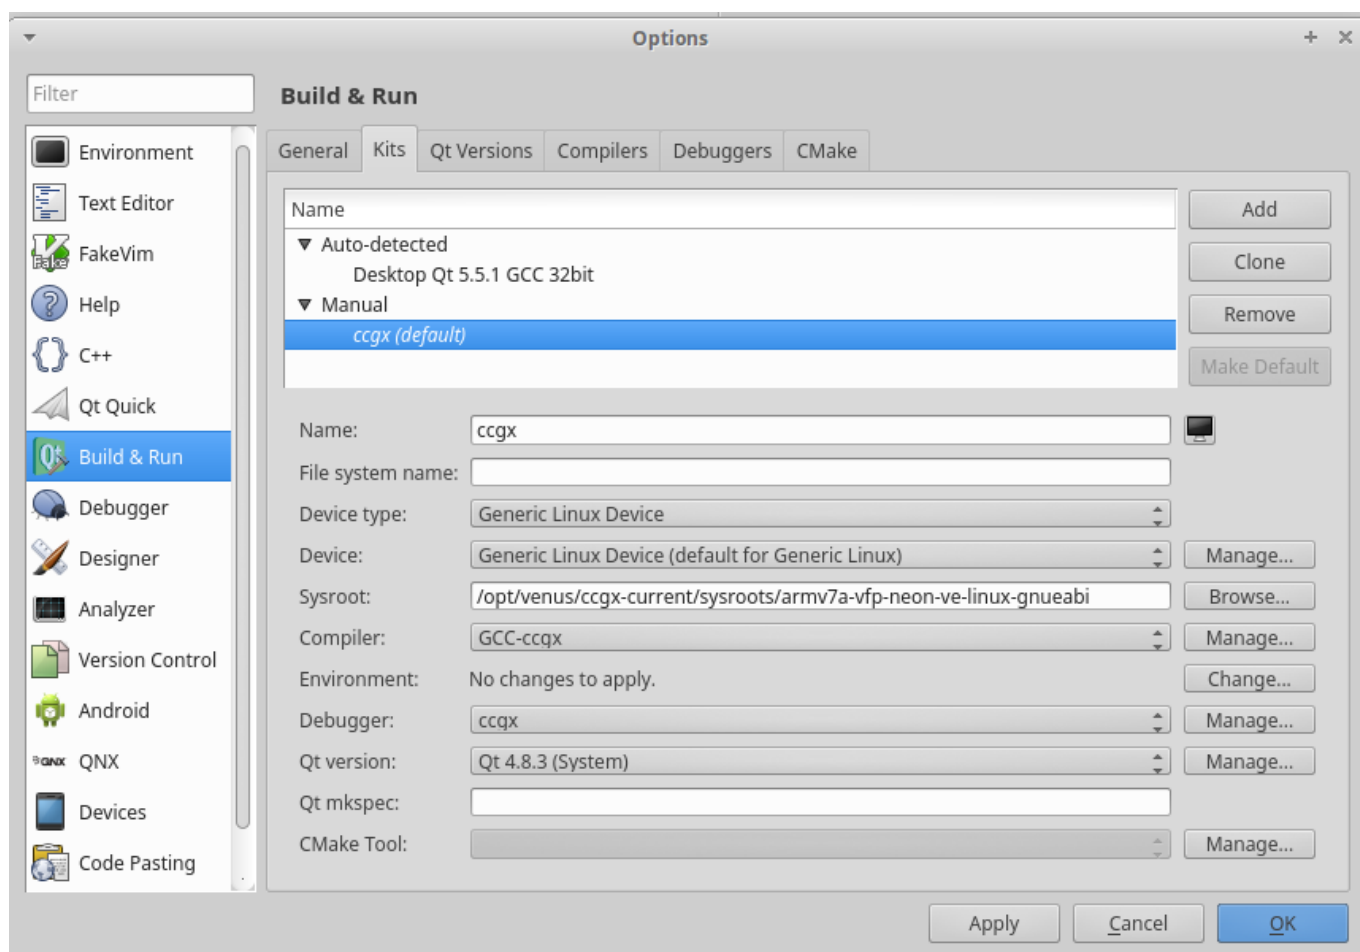 Options
Filter
Environment
Text Editor
FakeVim
Help
C++
Qt Quick
Build & Run
Debugger
Designer
Analyzer
Version Control
Android
QNX
Devices
Code Pasting
Build & Run
General Kits Qt Versions Compilers Debuggers CMake
Name
Auto-detected
Desktop Qt 5.5.1 GCC 32bit
Manual
ccgx (default)
Add
Clone
Remove
Make Default
Name: ccgx
File system name:
Device type: Generic Linux Device
Device: Generic Linux Device (default for Generic Linux) Manage...
Sysroot: /opt/venus/ccgx-current/sysroots/armv7a-vfp-neon-ve-linux-gnueabi Browse...
Compiler: GCC-ccgx Manage...
Environment: No changes to apply. Change...
Debugger: ccgx Manage...
Qt version: Qt 4.8.3 (System) Manage...
Qt mkspec:
CMake Tool: Manage...
Apply Cancel OK